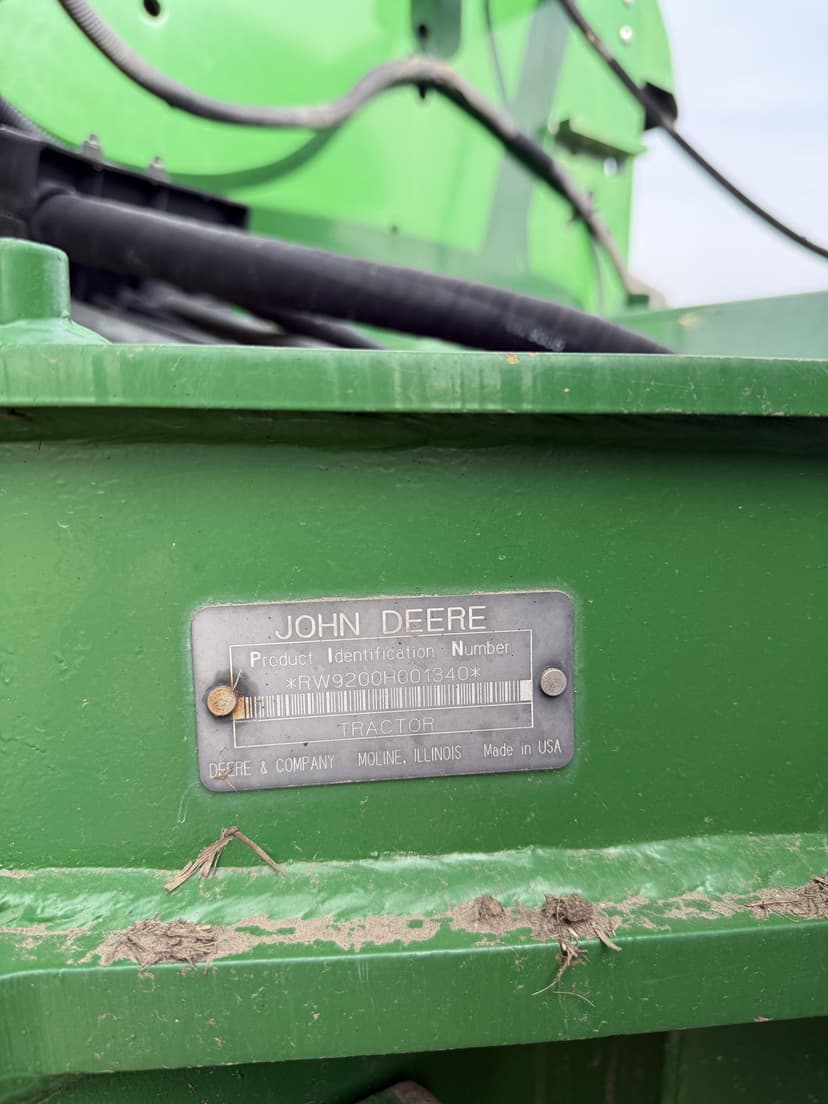 JOHN DEERE
Product Identification Number
*RW9200H001340*
TRACTOR
DEERE & COMPANY MOLINE, ILLINOIS Made in USA